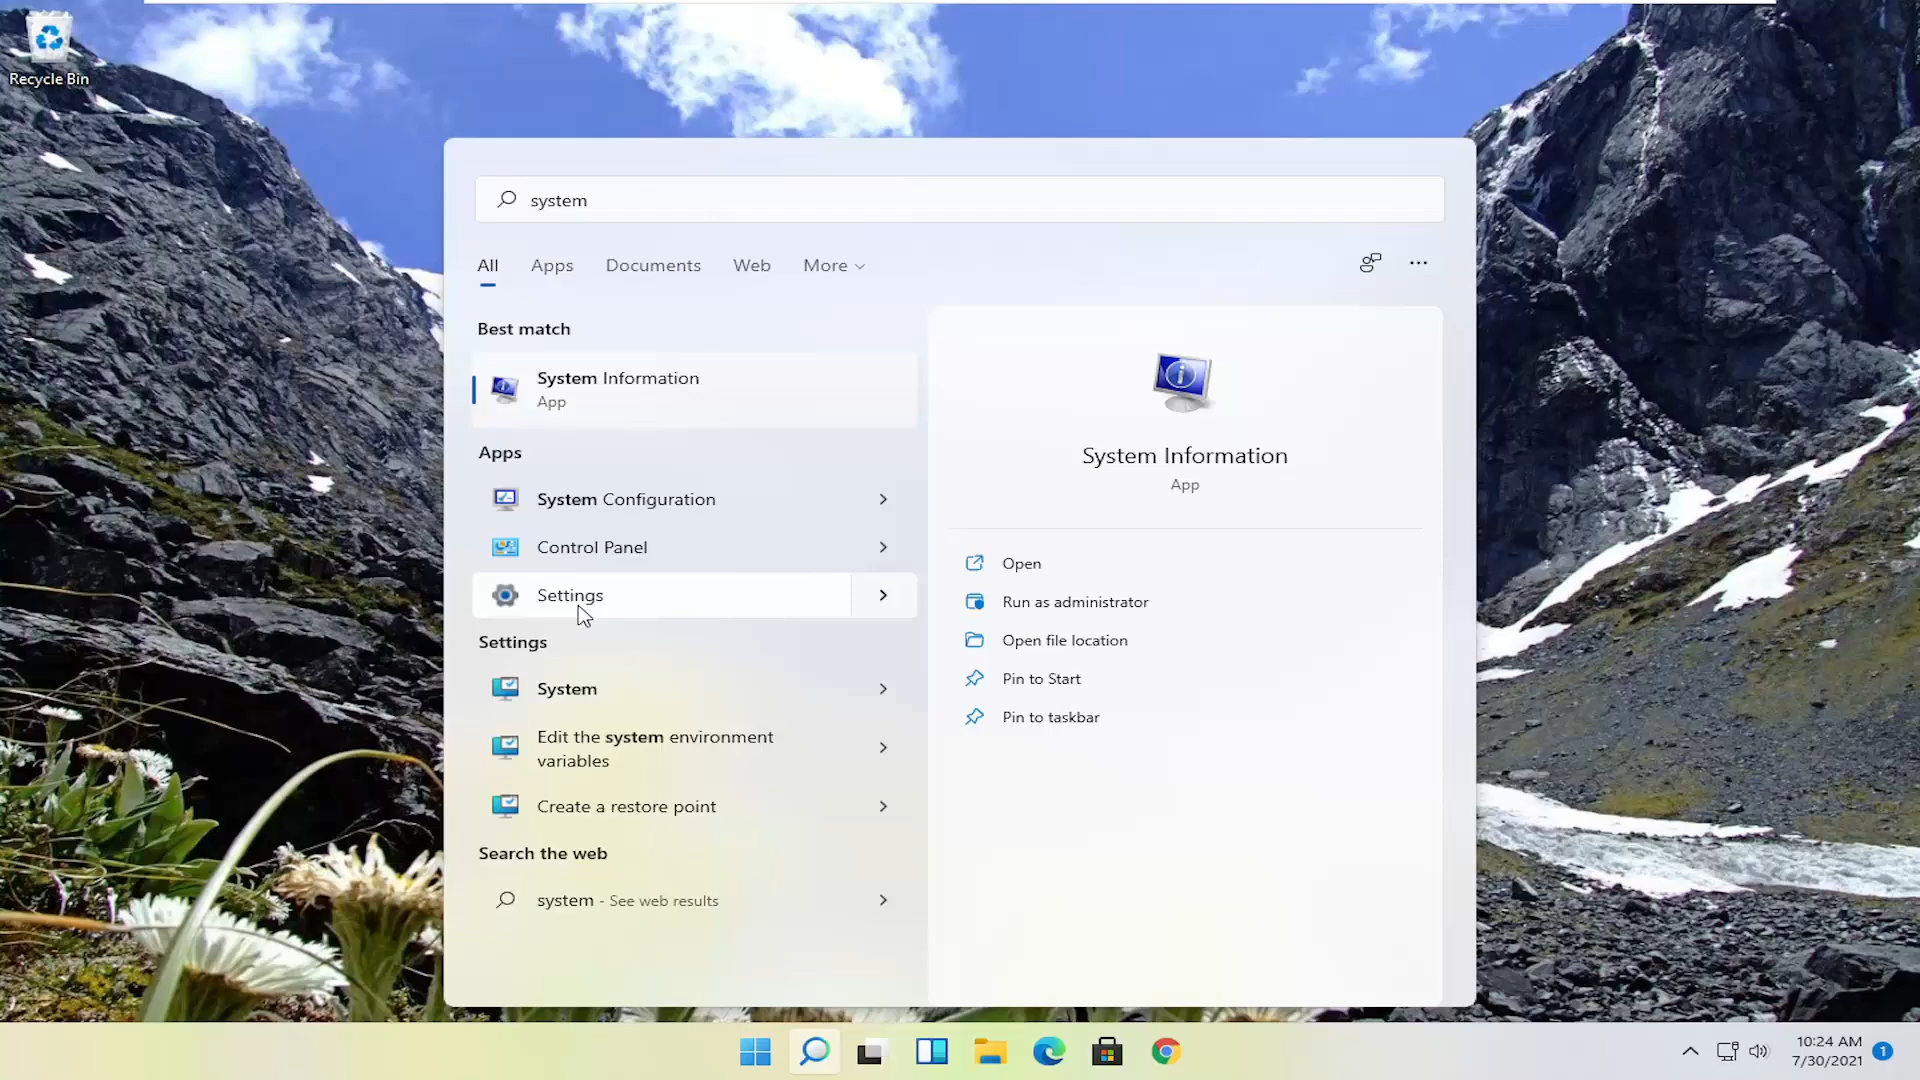 Recycle Bin
system
All Apps Documents Web More
Best match
System Information
App
Apps
System Configuration
Control Panel
Settings
Settings
System
Edit the system environment
variables
Create a restore point
Search the web
system - See web results
System Information
App
Open
Run as administrator
Open file location
Pin to Start
Pin to taskbar
10:24 AM
7/30/2021
1